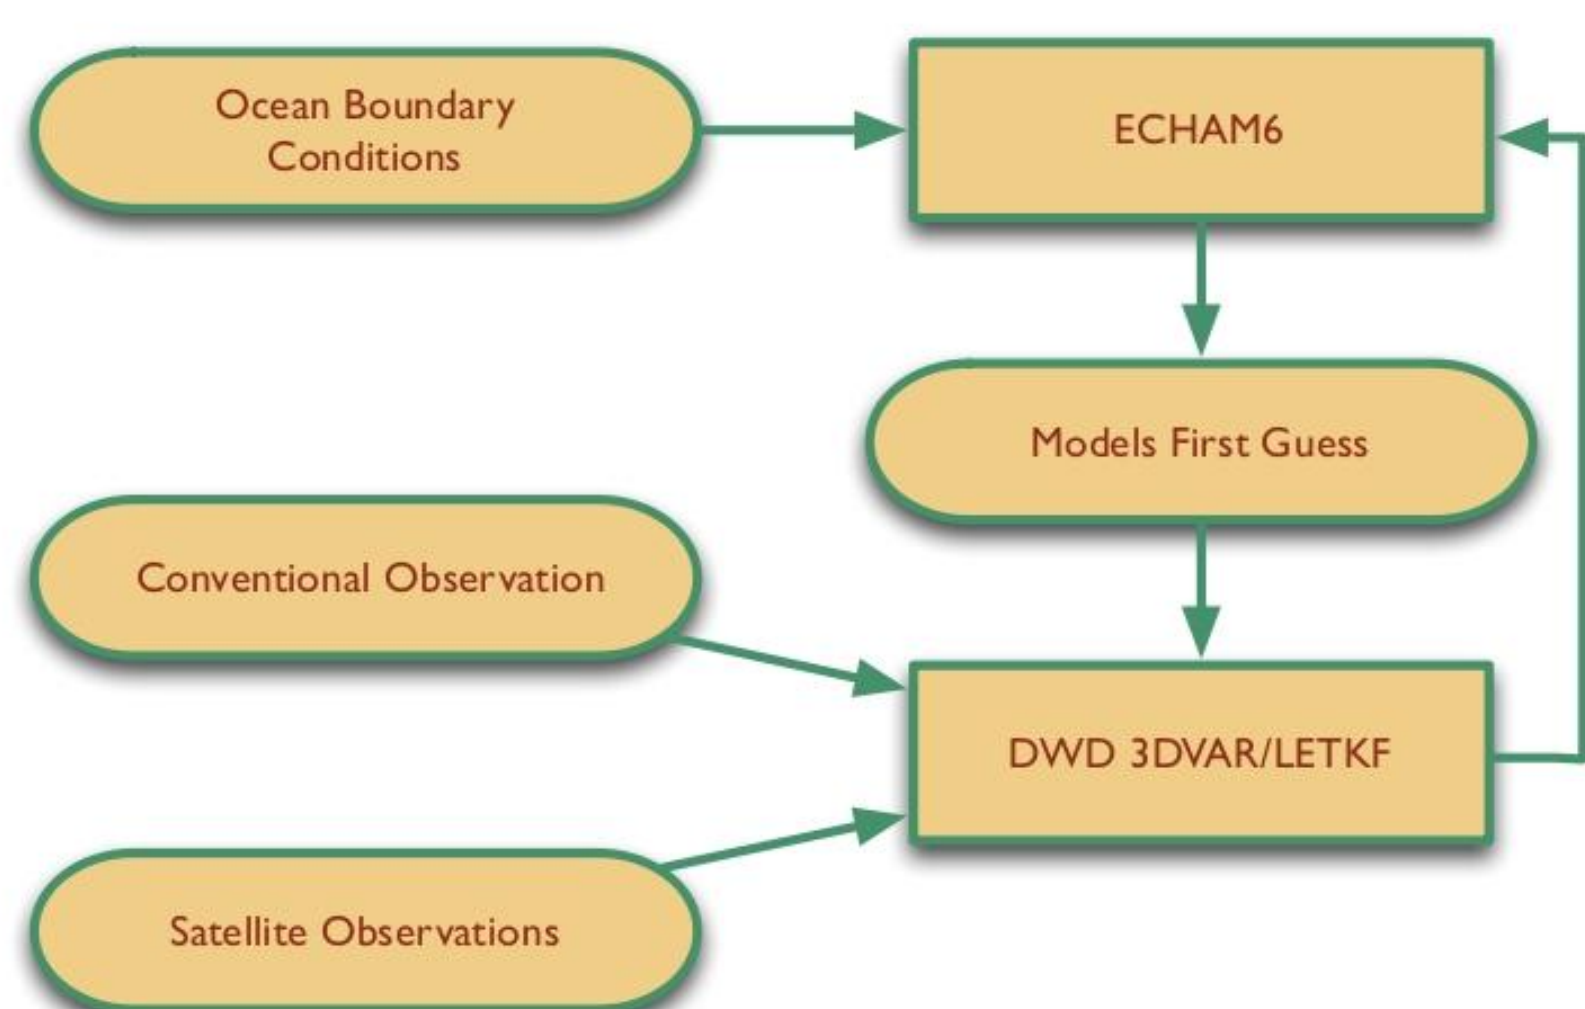 Ocean Boundary
Conditions
ECHAM6
Models First Guess
Conventional Observation
DWD 3DVAR/LETKF
Satellite Observations